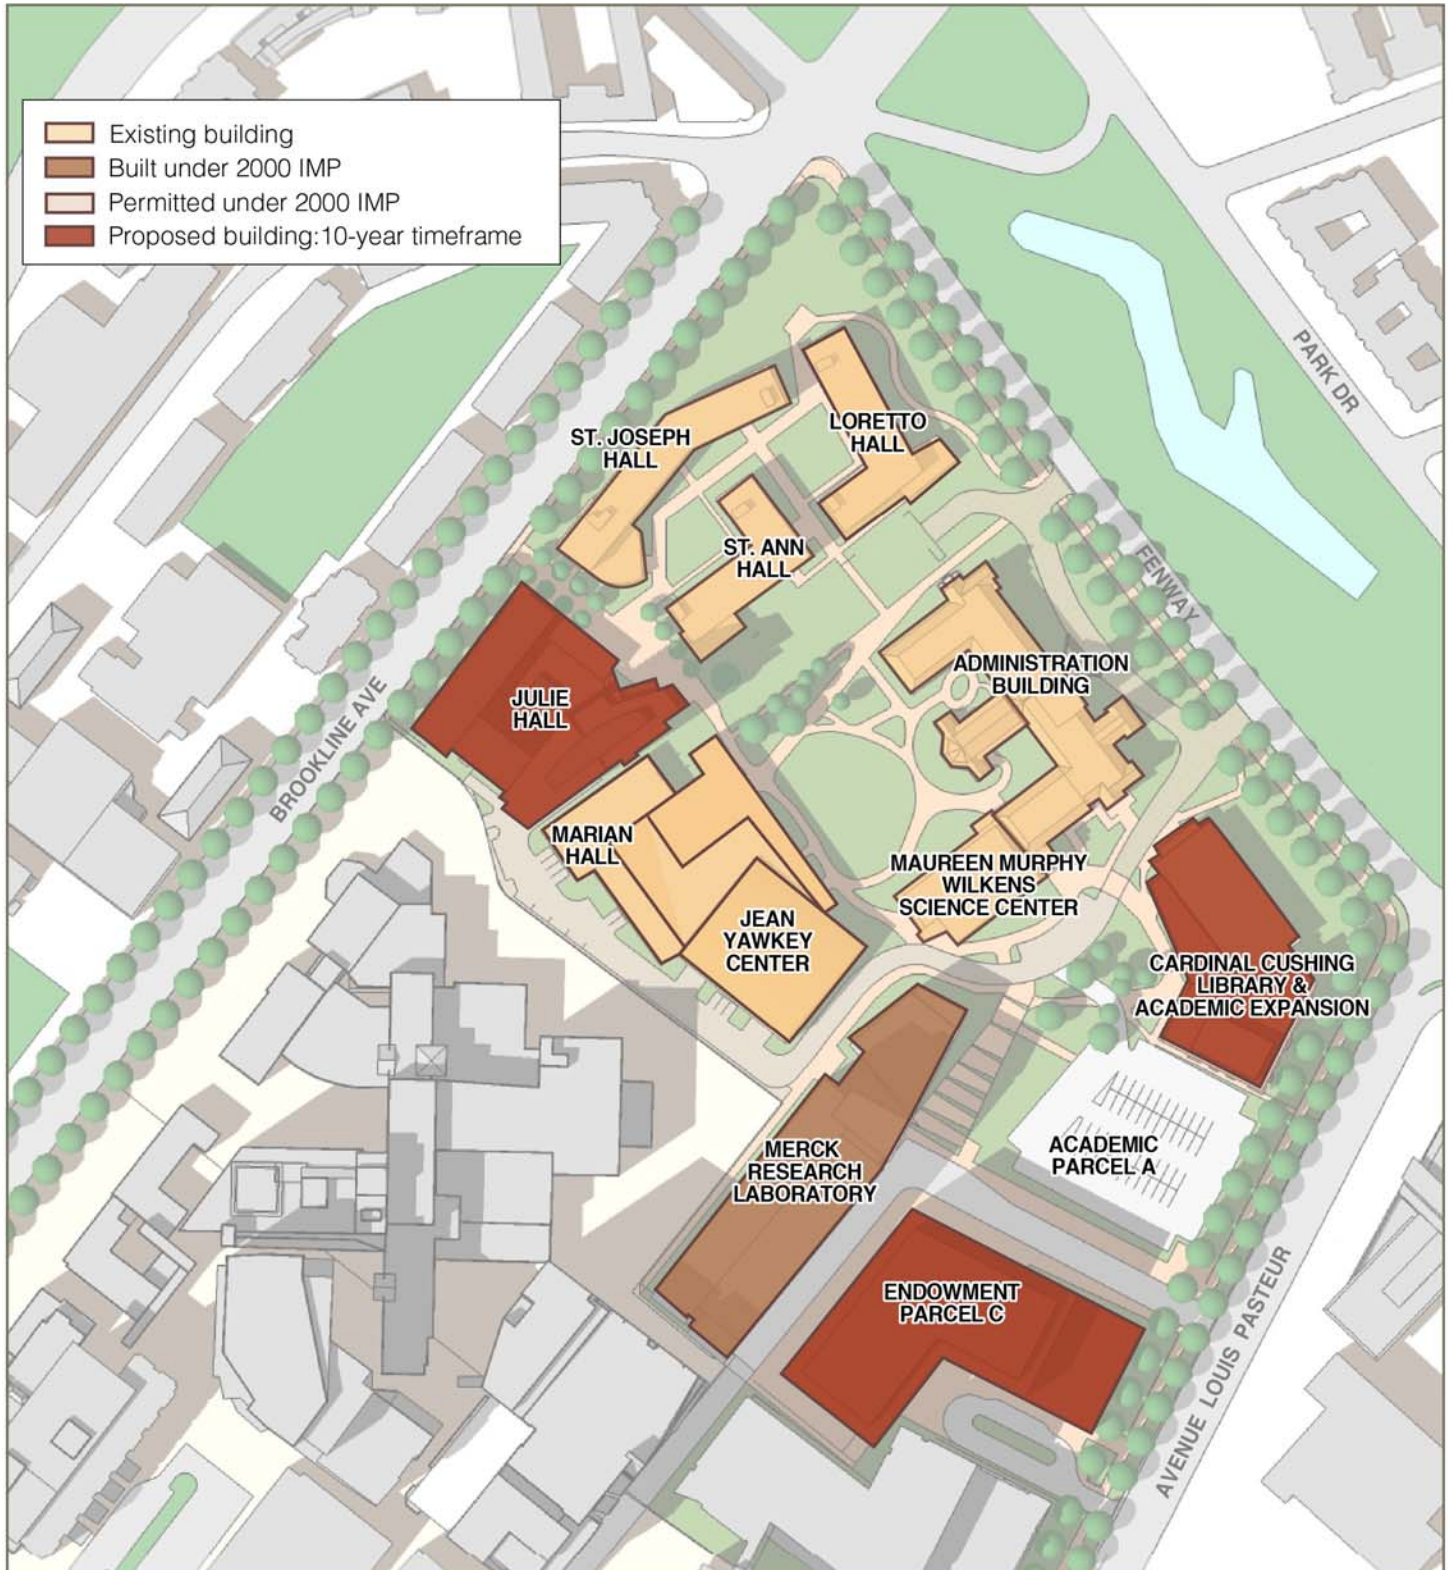 Existing building
Built under 2000 IMP
Permitted under 2000 IMP
Proposed building:10-year timeframe
PARK DR
LORETTO
HALL
ST. JOSEPH
HALL
ST. ANN
HALL
FENWAY
ADMINISTRATION
BUILDING
JULIE
HALL
BROOKLINE AVE
MARIAN
HALL
MAUREEN MURPHY
WILKENS
SCIENCE CENTER
JEAN
YAWKEY
CENTER
CARDINAL CUSHING
LIBRARY &
ACADEMIC EXPANSION
ACADEMIC
PARCEL A
MERCK
RESEARCH
LABORATORY
ENDOWMENT
PARCEL C
AVENUE LOUIS PASTEUR